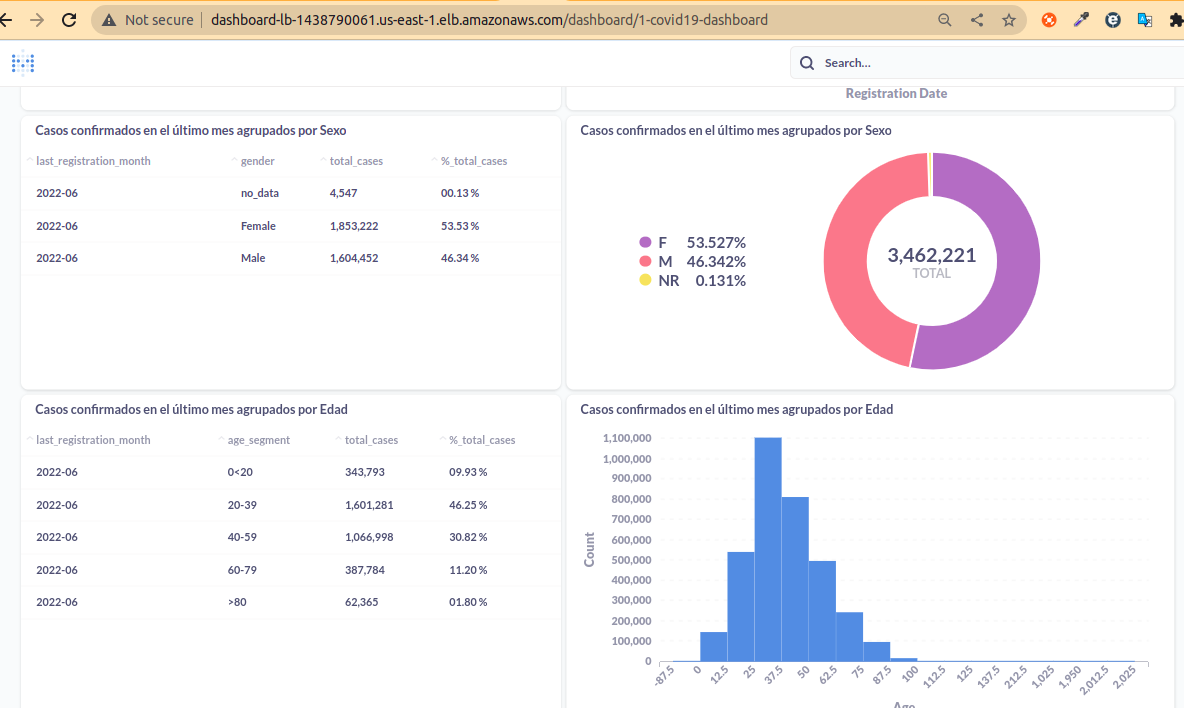 Not secure dashboard-lb-1438790061.us-east-1.elb.amazonaws.com/dashboard/1-covid19-dashboard
Search...
Registration Date
Casos confirmados en el último mes agrupados por Sexo
last_registration_month gender total_cases %_total_cases
2022-06 no_data 4,547 00.13 %
2022-06 Female 1,853,222 53.53 %
2022-06 Male 1,604,452 46.34 %
Casos confirmados en el último mes agrupados por Sexo
F 53.527%
M 46.342%
NR 0.131%
3,462,221
TOTAL
Casos confirmados en el último mes agrupados por Edad
last_registration_month age_segment total_cases %_total_cases
2022-06 0<20 343,793 09.93 %
2022-06 20-39 1,601,281 46.25 %
2022-06 40-59 1,066,998 30.82 %
2022-06 60-79 387,784 11.20 %
2022-06 >80 62,365 01.80 %
Casos confirmados en el último mes agrupados por Edad
1,100,000
1,000,000
900,000
800,000
700,000
600,000
500,000
400,000
300,000
200,000
100,000
0
Count
-87.5 0 12.5 25 37.5 50 62.5 75 87.5 100 112.5 125 137.5 212.5 1,025 1,950 2,012.5 2,025
Age